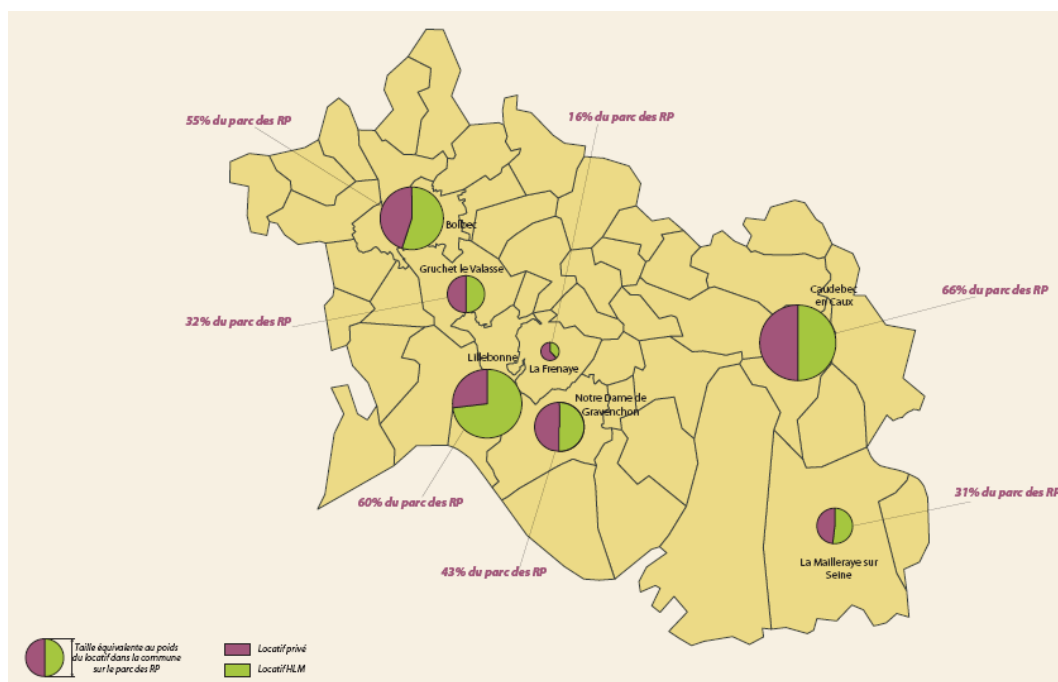 16% du parc des RP
55% du parc des RP
Bolbec
Gruchet le Valasse
Caudebec
en Caux
66% du parc des RP
32% du parc des RP
Lillebonne
La Frenaye
Notre Dame de
Gravenchon
60% du parc des RP
31% du parc des RP
43% du parc des RP
La Mailleraye sur
Seine
Taille équivalente au poids
du locatif dans la commune
sur le parc des RP
Locatif privé
Locatif HLM